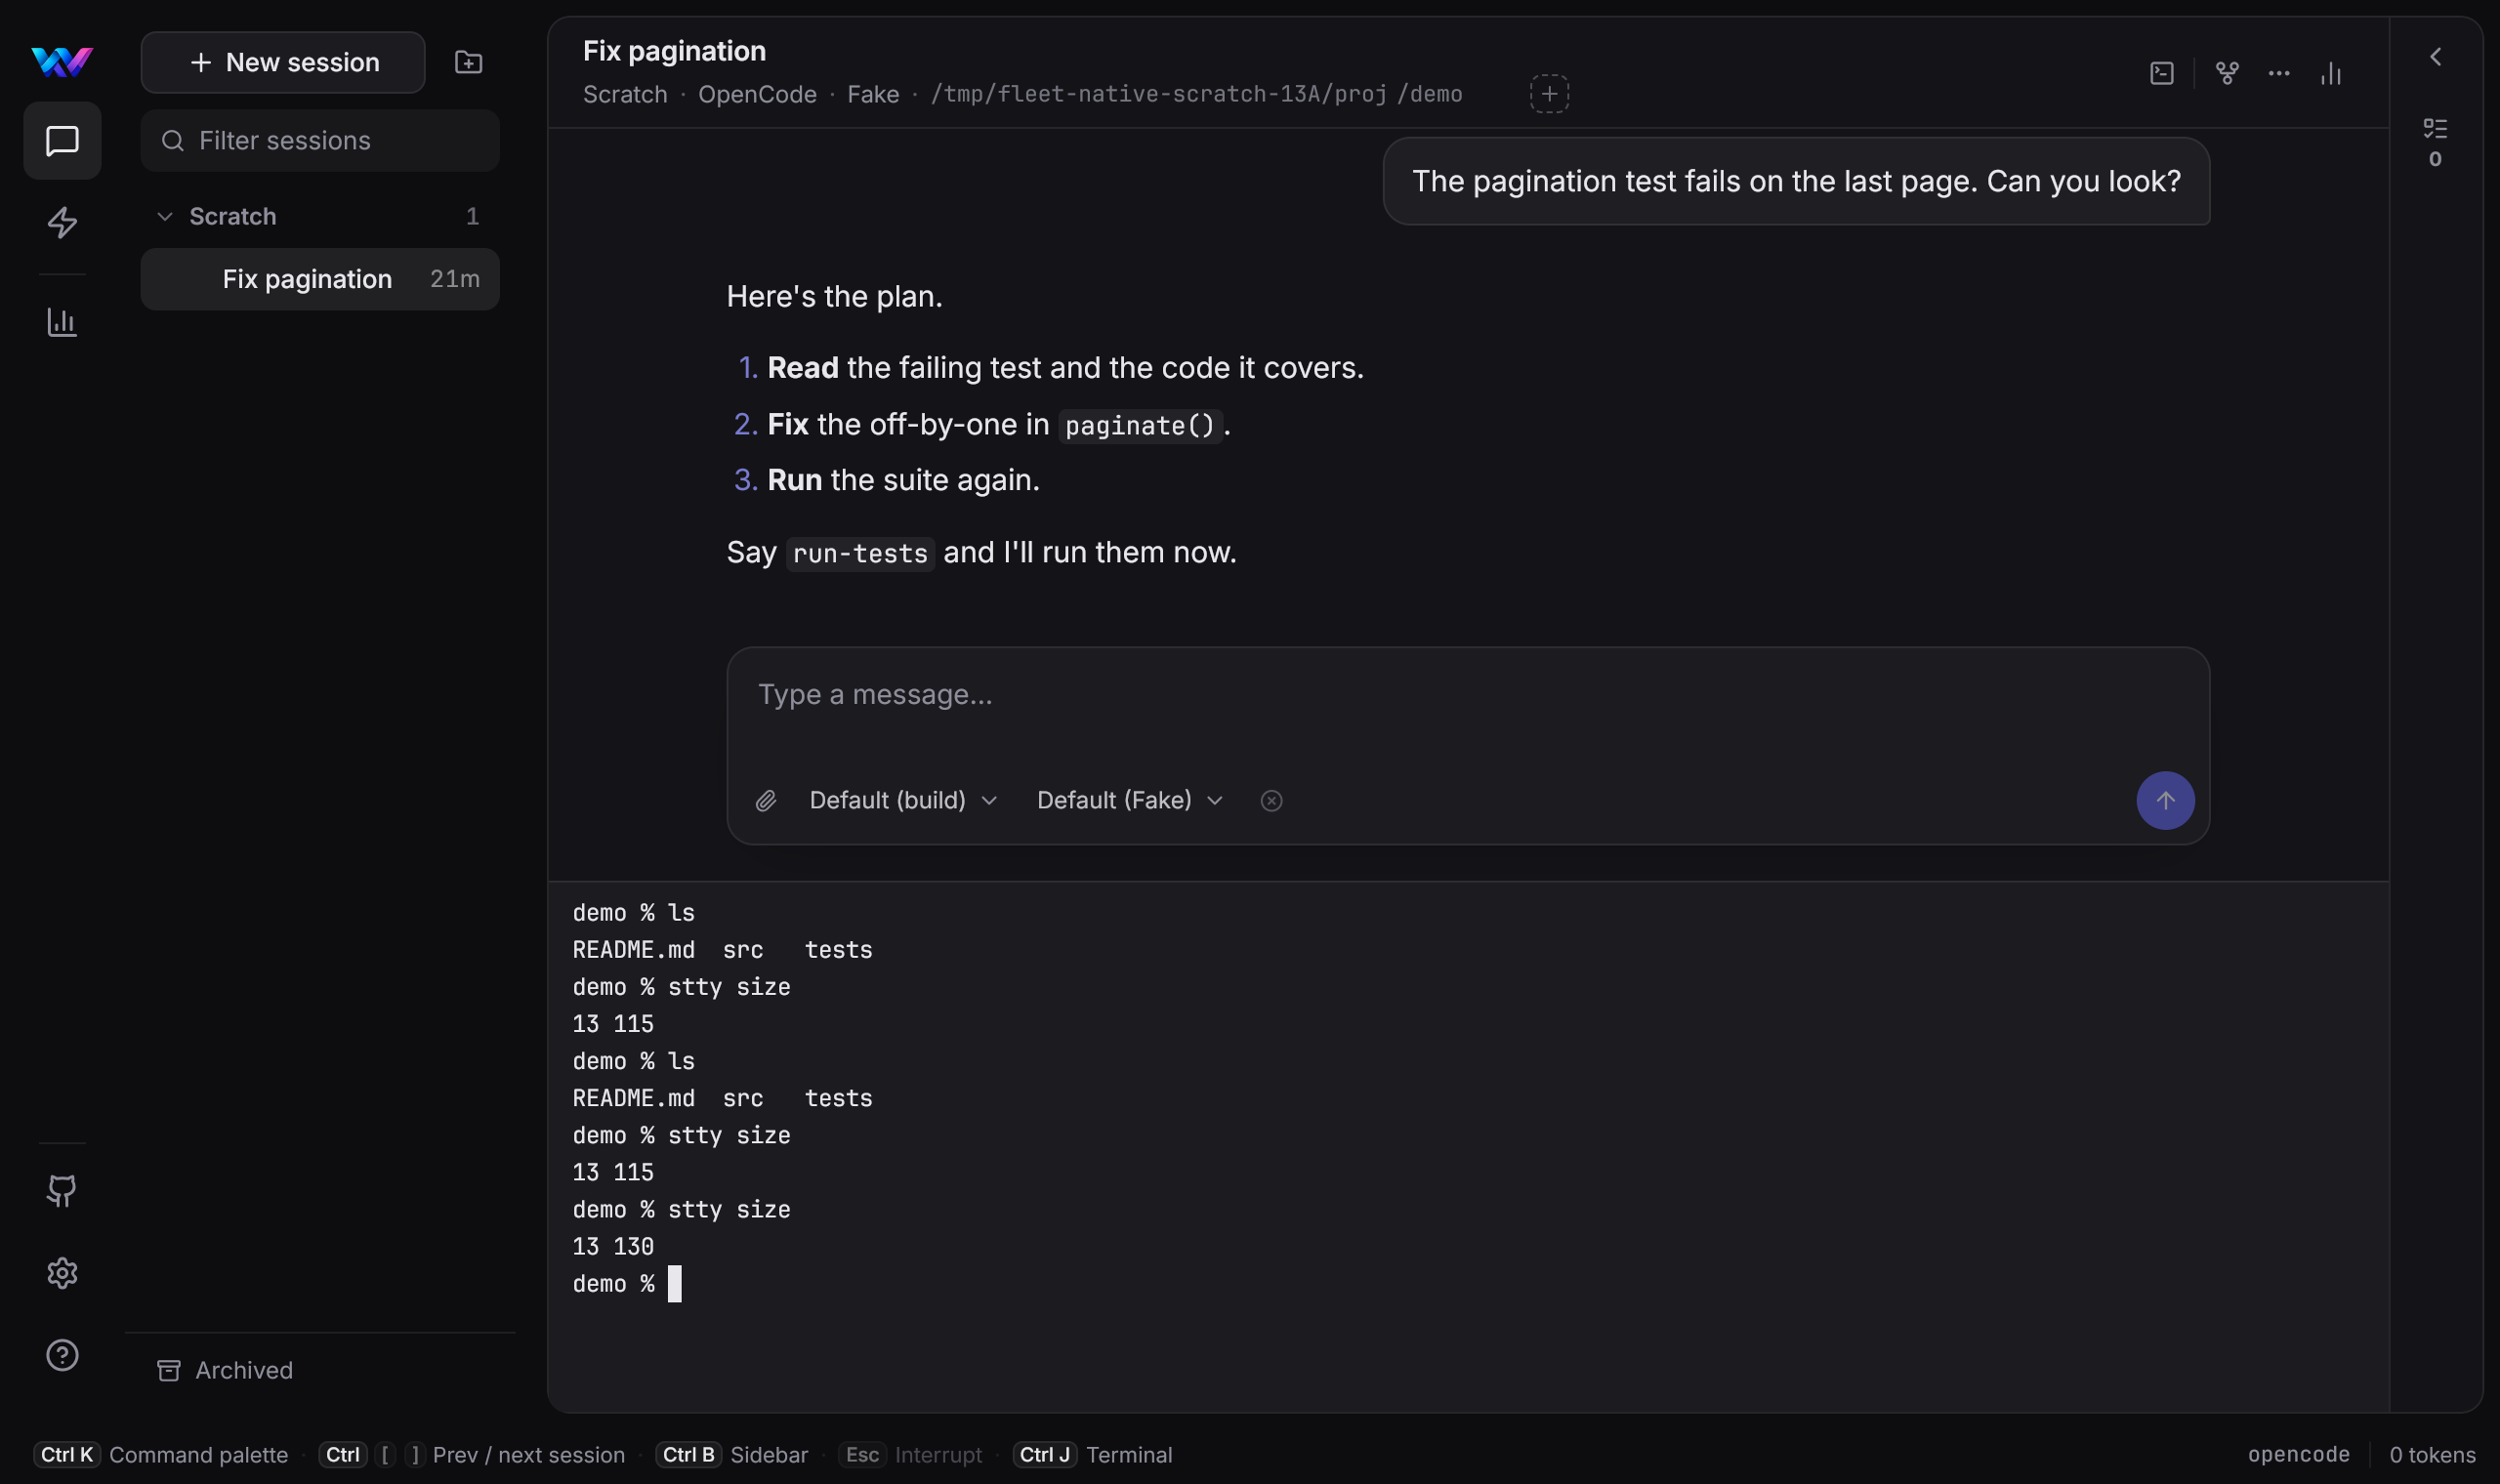 New session
Filter sessions
Scratch 1
Fix pagination 21m
Archived
Fix pagination
Scratch · OpenCode · Fake · /tmp/fleet-native-scratch-13A/proj /demo
0
The pagination test fails on the last page. Can you look?
Here's the plan.
1. Read the failing test and the code it covers.
2. Fix the off-by-one in paginate().
3. Run the suite again.
Say run-tests and I'll run them now.
Type a message...
Default (build) Default (Fake)
demo % ls
README.md src tests
demo % stty size
13 115
demo % ls
README.md src tests
demo % stty size
13 115
demo % stty size
13 130
demo %
Ctrl K Command palette · Ctrl [ ] Prev / next session · Ctrl B Sidebar · Esc Interrupt · Ctrl J Terminal
opencode 0 tokens